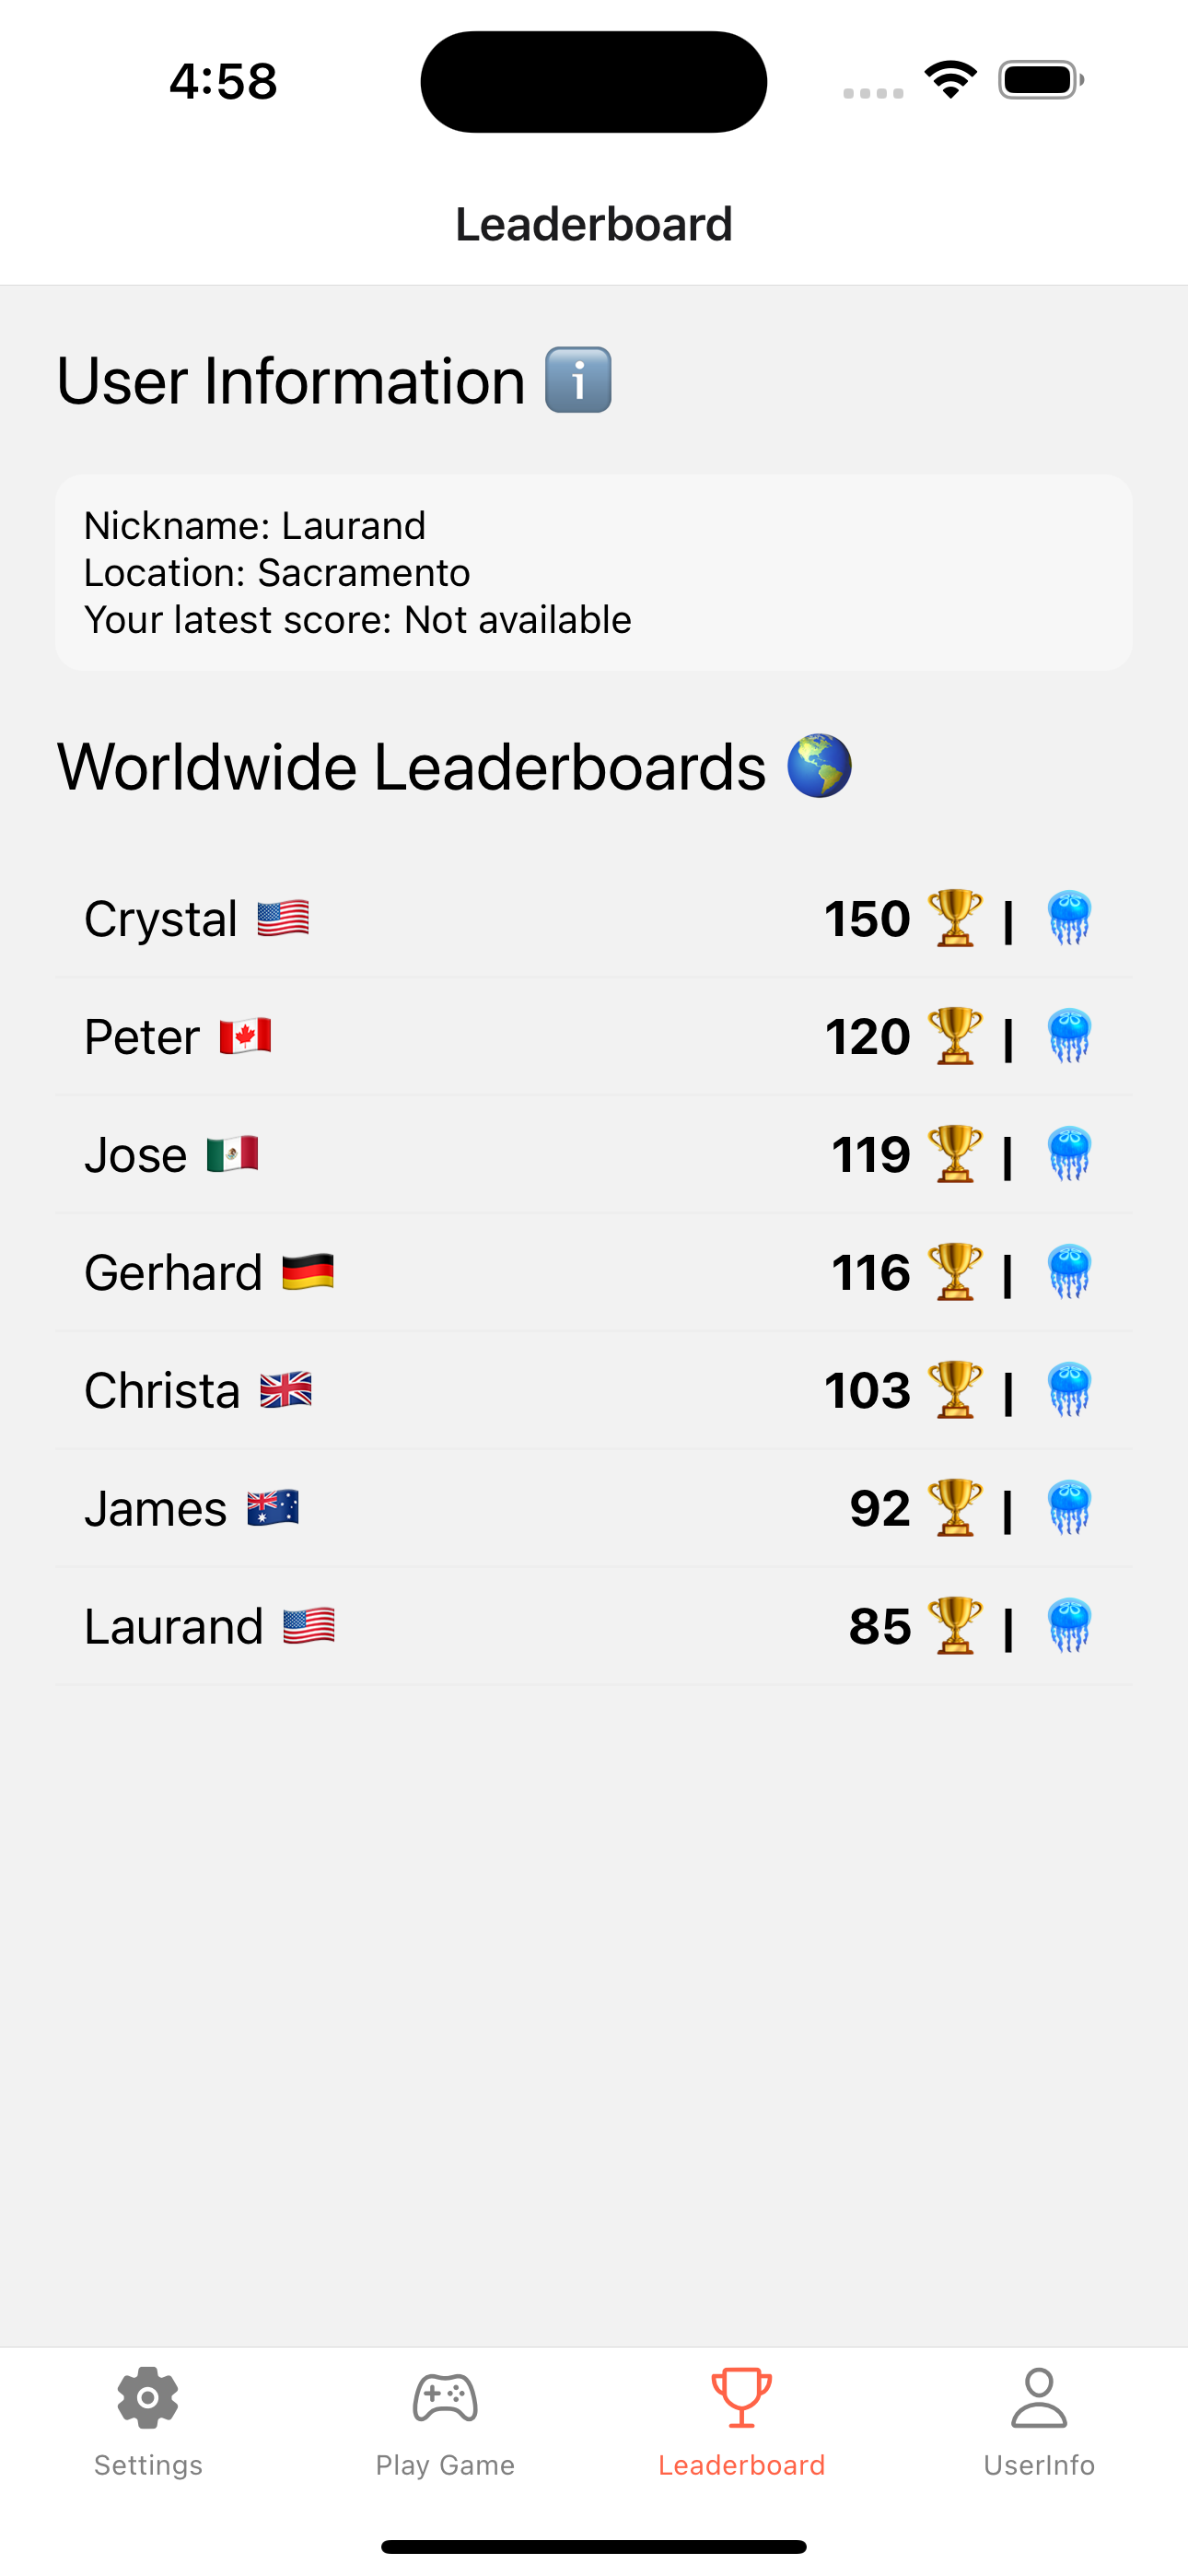 4:58
Leaderboard
User Information ℹ️
Nickname: Laurand
Location: Sacramento
Your latest score: Not available
Worldwide Leaderboards 🌎
Crystal 🇺🇸 150 🏆 | 🪼
Peter 🇨🇦 120 🏆 | 🪼
Jose 🇲🇽 119 🏆 | 🪼
Gerhard 🇩🇪 116 🏆 | 🪼
Christa 🇬🇧 103 🏆 | 🪼
James 🇦🇺 92 🏆 | 🪼
Laurand 🇺🇸 85 🏆 | 🪼
Settings Play Game Leaderboard UserInfo